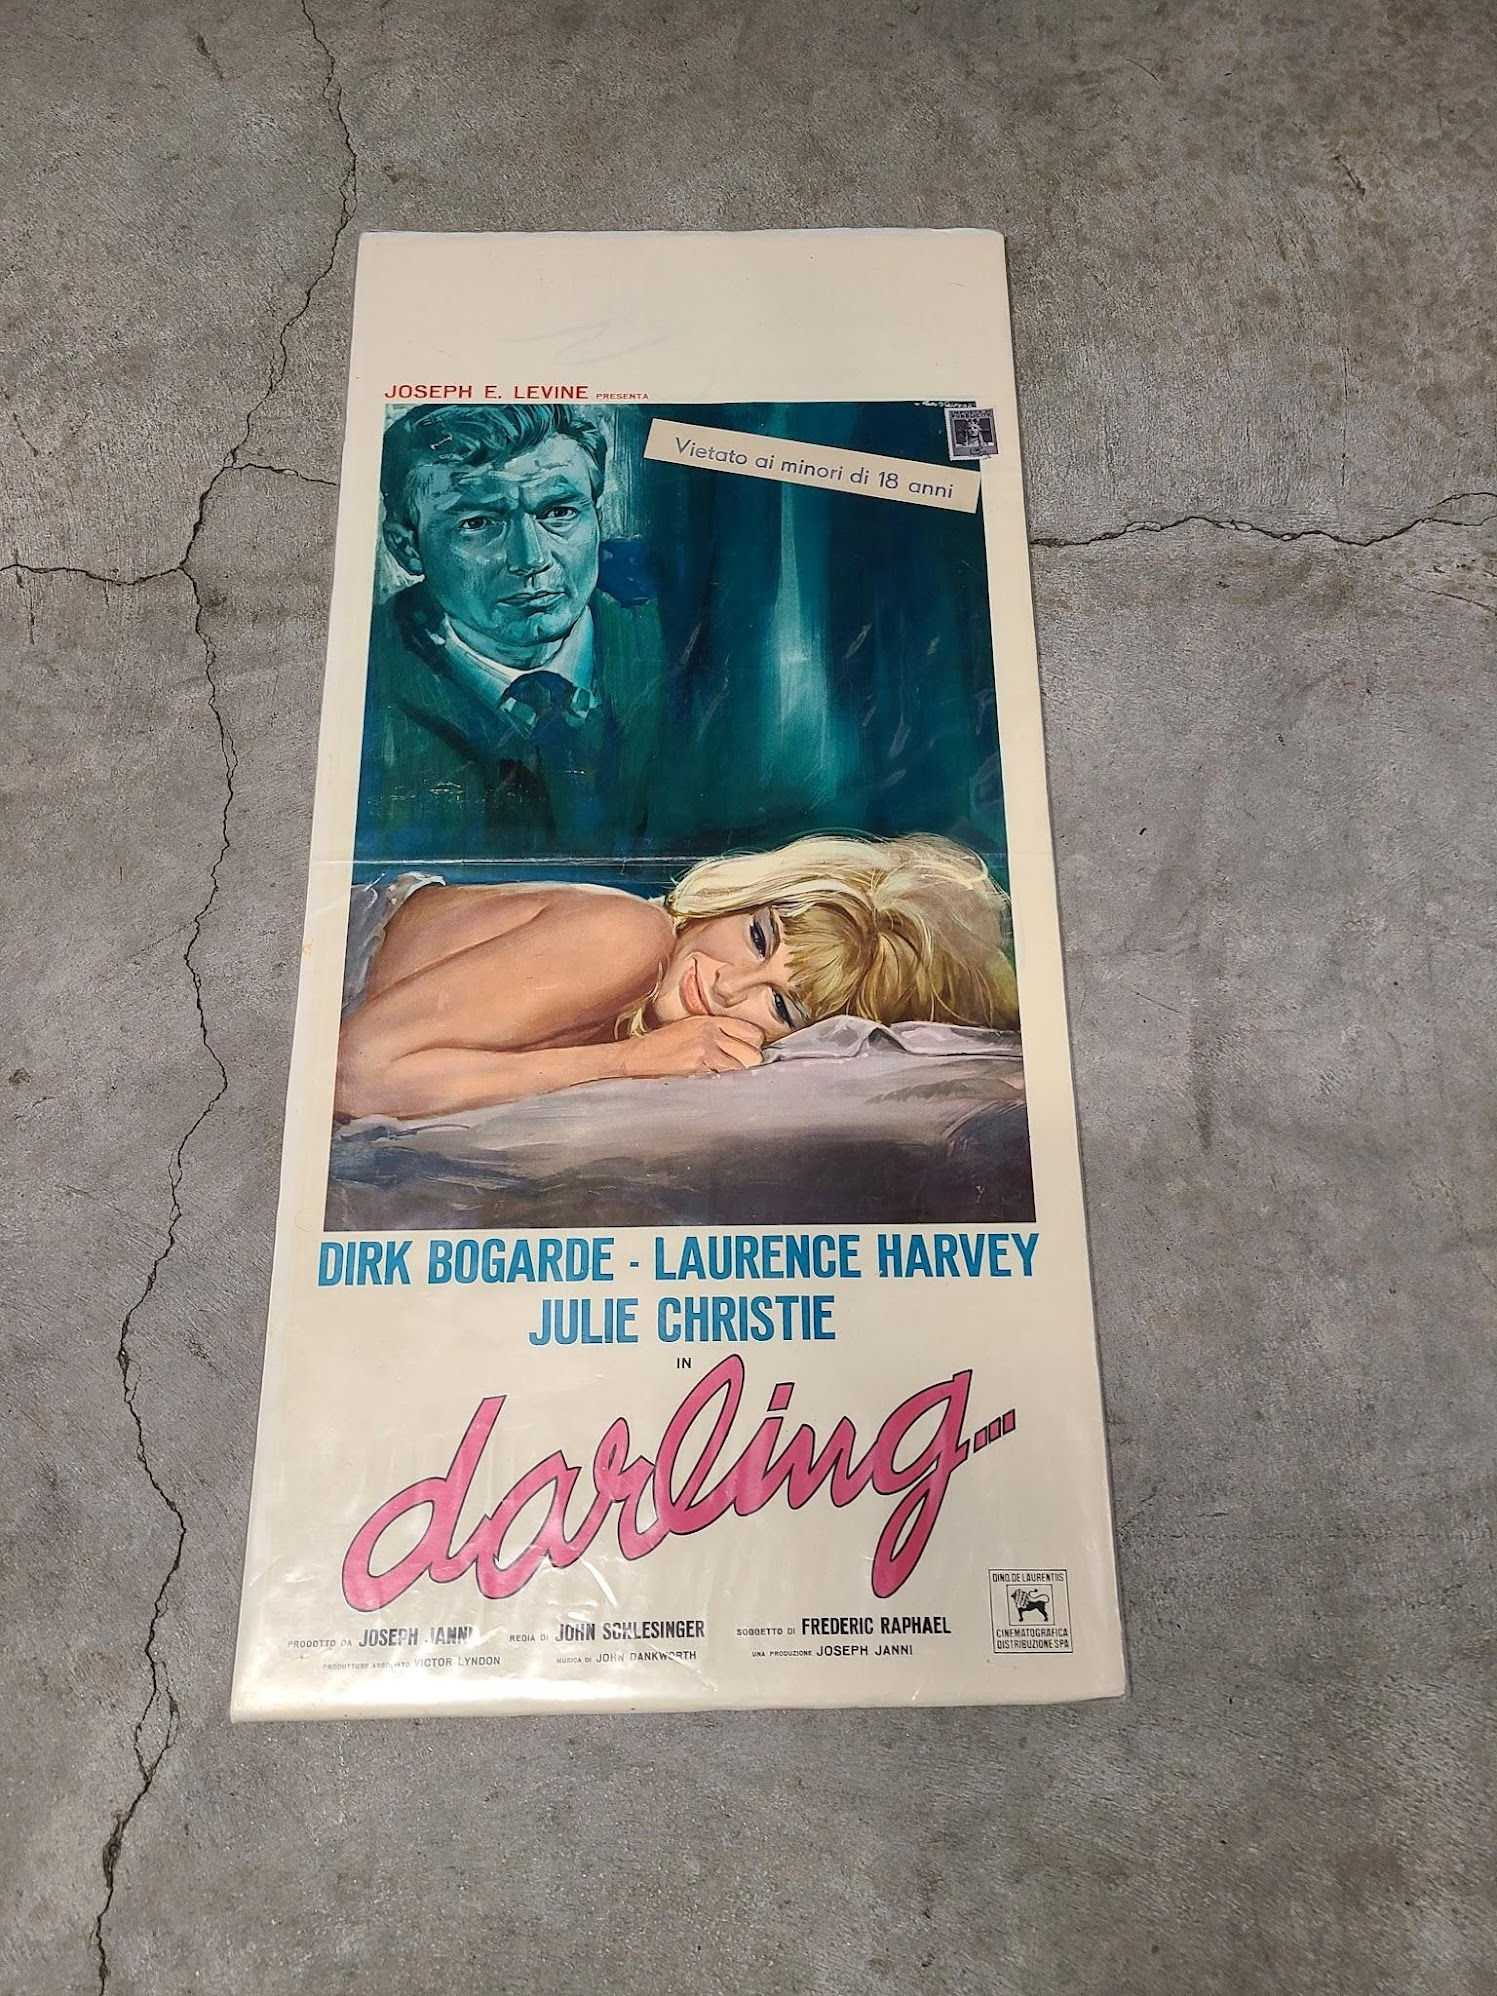 JOSEPH E. LEVINE PRESENTA
Vietato ai minori di 18 anni
DIRK BOGARDE - LAURENCE HARVEY
JULIE CHRISTIE
IN
darling...
PRODOTTO DA JOSEPH JANNI REGIA DI JOHN SCHLESINGER SOGGETTO DI FREDERIC RAPHAEL
PRODUTTORE ASSOCIATO VICTOR LYNDON MUSICA DI JOHN DANKWORTH UNA PRODUZIONE JOSEPH JANNI
DINO DE LAURENTIIS
CINEMATOGRAFICA
DISTRIBUZIONE SPA